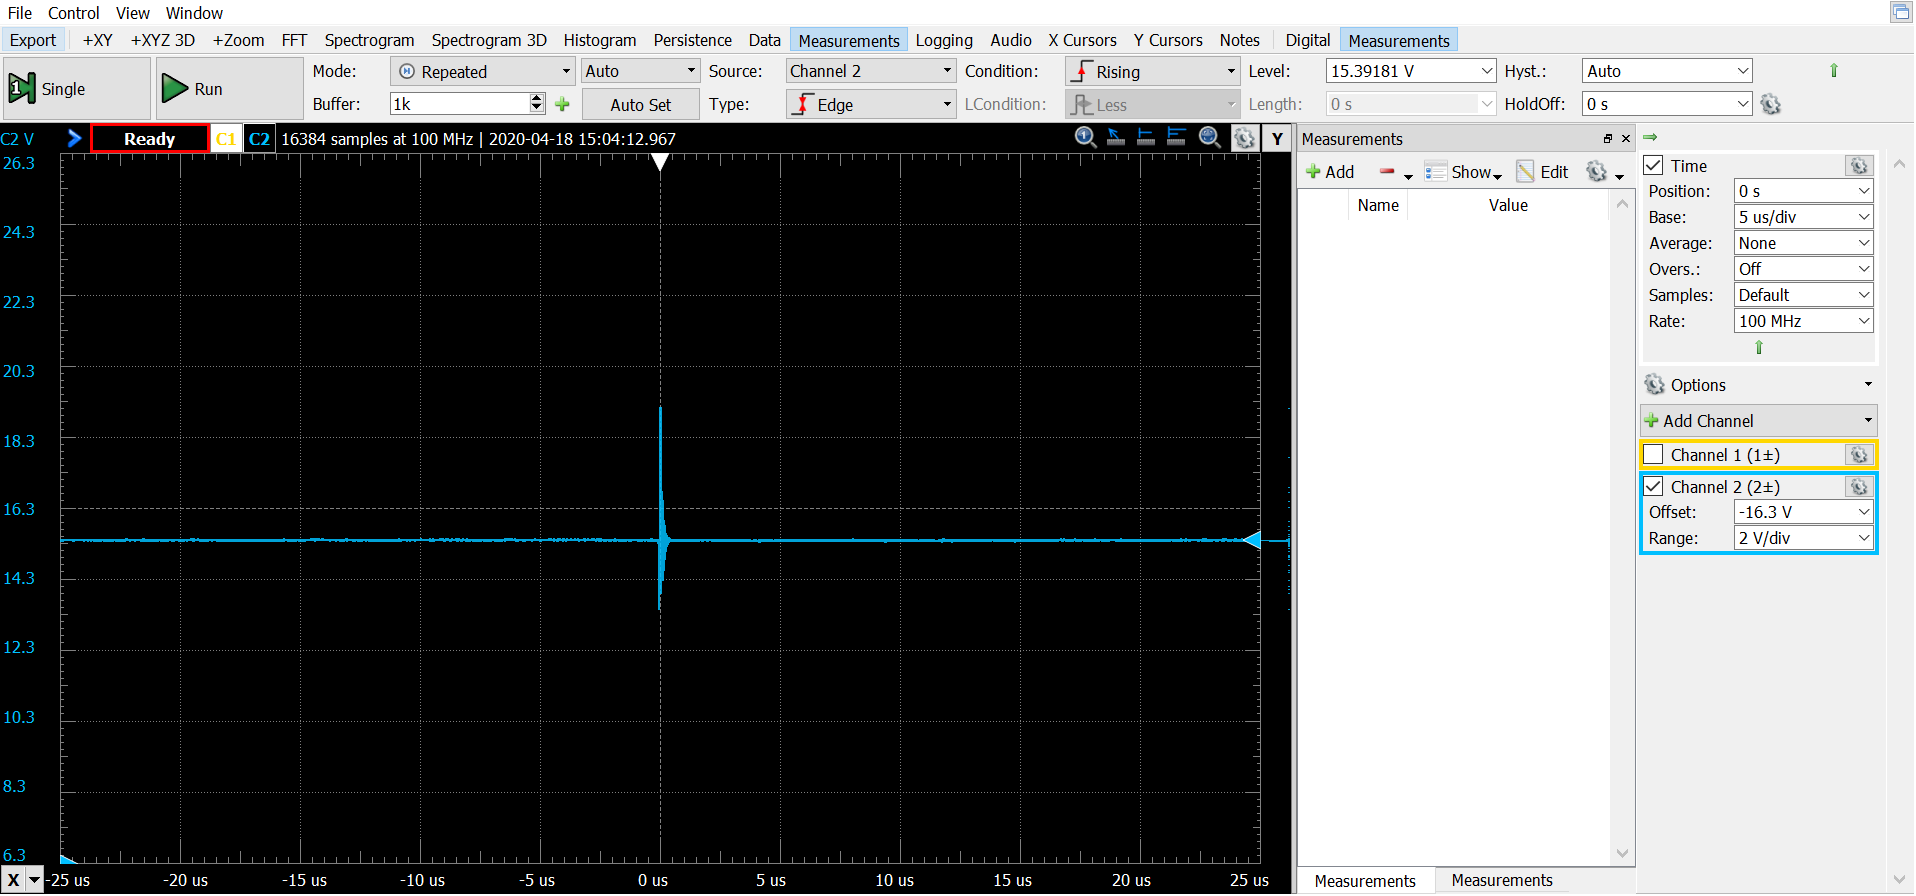 File Control View Window
Export +XY +XYZ 3D +Zoom FFT Spectrogram Spectrogram 3D Histogram Persistence Data Measurements Logging Audio X Cursors Y Cursors Notes Digital Measurements
Single Run Mode: Repeated Auto Source: Channel 2 Condition: Rising Level: 15.39181 V Hyst.: Auto
Buffer: 1k Auto Set Type: Edge LCondition: Less Length: 0 s HoldOff: 0 s
C2 V Ready C1 C2 16384 samples at 100 MHz | 2020-04-18 15:04:12.967 Y
26.3
24.3
22.3
20.3
18.3
16.3
14.3
12.3
10.3
8.3
6.3
X -25 us -20 us -15 us -10 us -5 us 0 us 5 us 10 us 15 us 20 us 25 us
Measurements
Add Show Edit
Name Value
Measurements Measurements
Time
Position: 0 s
Base: 5 us/div
Average: None
Overs.: Off
Samples: Default
Rate: 100 MHz
Options
Add Channel
Channel 1 (1±)
Channel 2 (2±)
Offset: -16.3 V
Range: 2 V/div